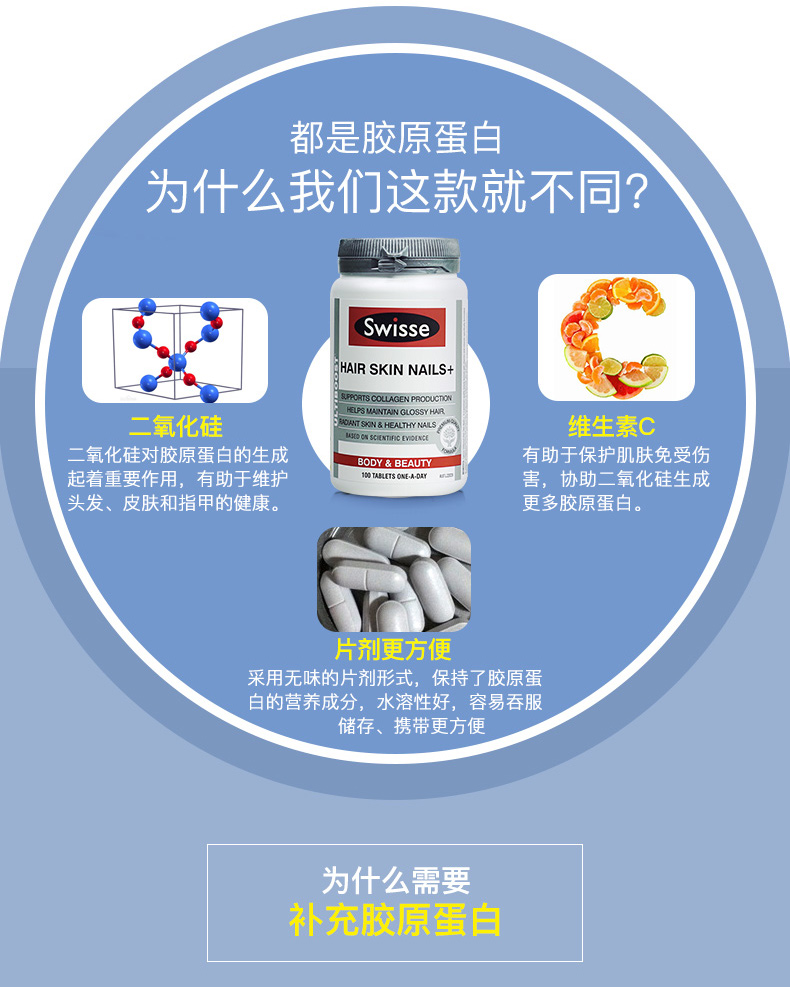 都是胶原蛋白
为什么我们这款就不同？
Swisse
HAIR SKIN NAILS+
SUPPORTS COLLAGEN PRODUCTION
HELPS MAINTAIN GLOSSY HAIR,
RADIANT SKIN & HEALTHY NAILS
BASED ON SCIENTIFIC EVIDENCE
BODY & BEAUTY
100 TABLETS ONE-A-DAY
二氧化硅
二氧化硅对胶原蛋白的生成
起着重要作用，有助于维护
头发、皮肤和指甲的健康。
维生素C
有助于保护肌肤免受伤
害，协助二氧化硅生成
更多胶原蛋白。
片剂更方便
采用无味的片剂形式，保持了胶原蛋
白的营养成分，水溶性好，容易吞服
储存、携带更方便
为什么需要
补充胶原蛋白